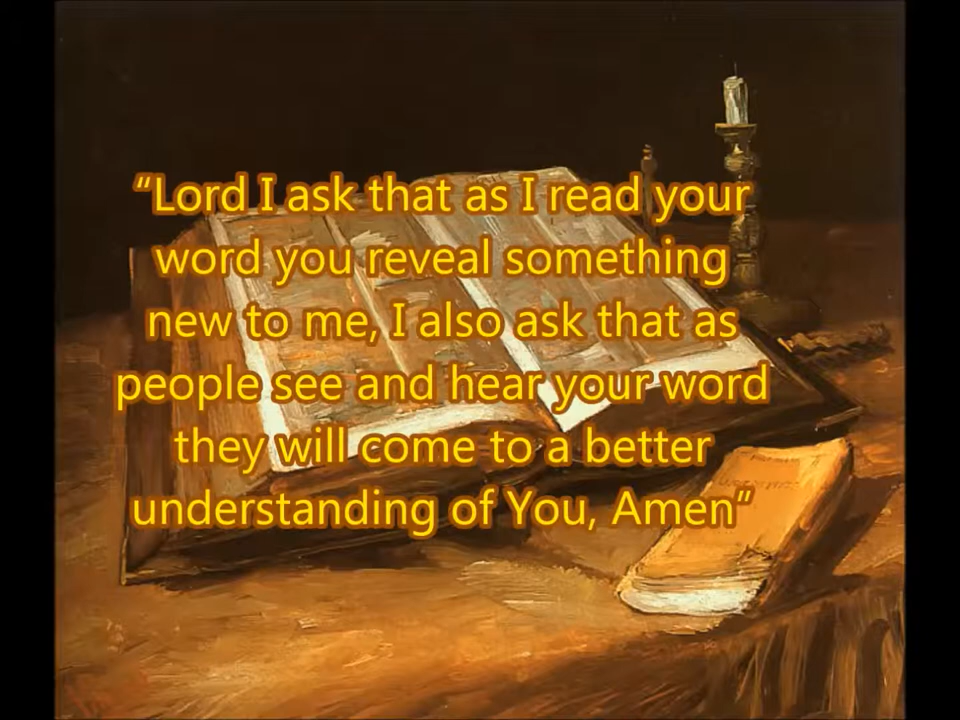 “Lord I ask that as I read your
word you reveal something
new to me, I also ask that as
people see and hear your word
they will come to a better
understanding of You, Amen”